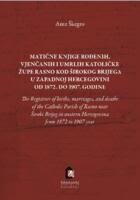 Ante Škegro
MATIČNE KNJIGE ROĐENIH,
VJENČANIH I UMRLIH KATOLIČKE
ŽUPE RASNO KOD ŠIROKOG BRIJEGA
U ZAPADNOJ HERCEGOVINI
OD 1872. DO 1907. GODINE
The Registers of births, marriages, and deaths
of the Catholic Parish of Rasno near
Široki Brijeg in western Herzegovina
from 1872 to 1907 year